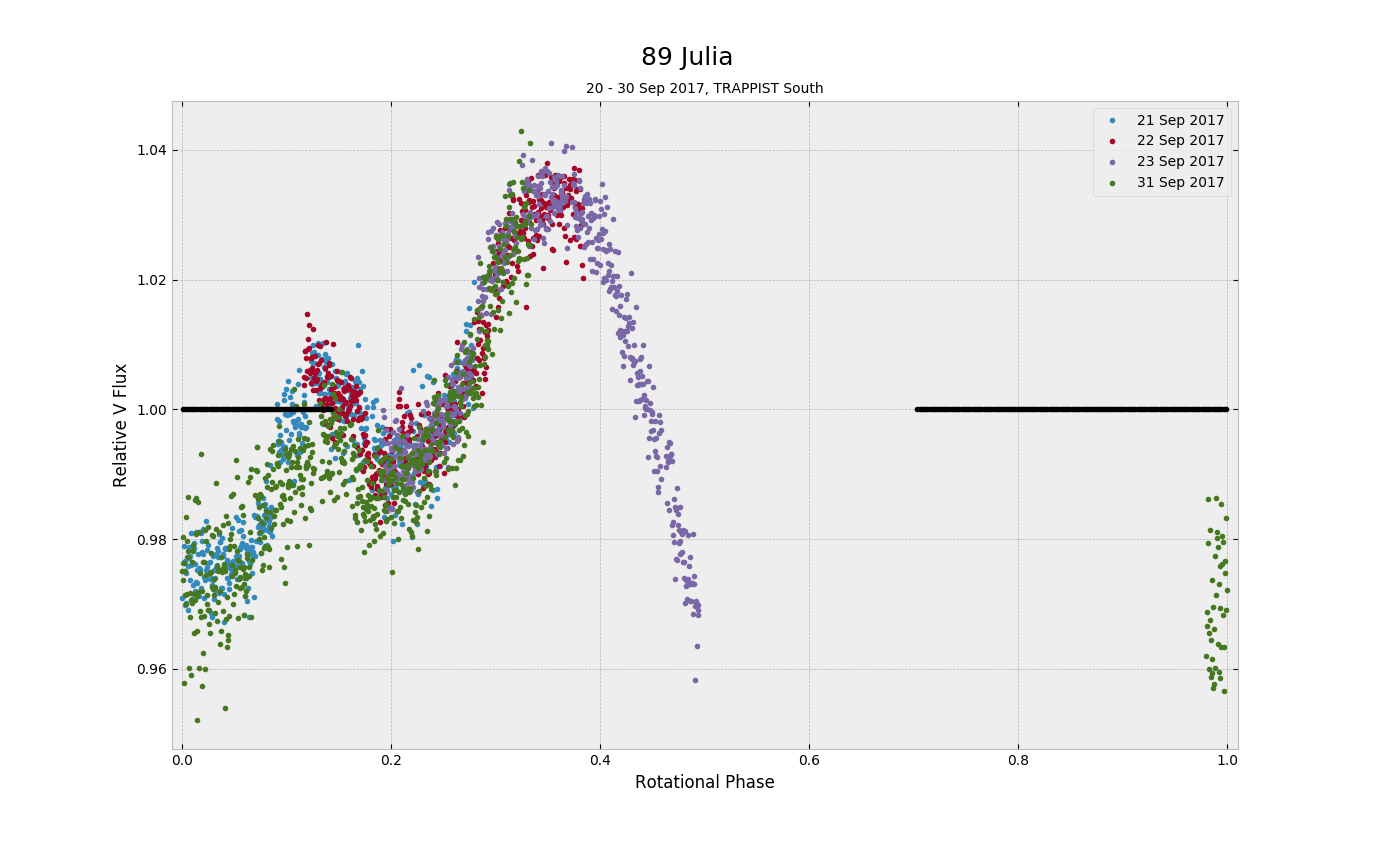 89 Julia
20 - 30 Sep 2017, TRAPPIST South
21 Sep 2017
22 Sep 2017
23 Sep 2017
31 Sep 2017
Relative V Flux
1.04
1.02
1.00
0.98
0.96
0.0 0.2 0.4 0.6 0.8 1.0
Rotational Phase